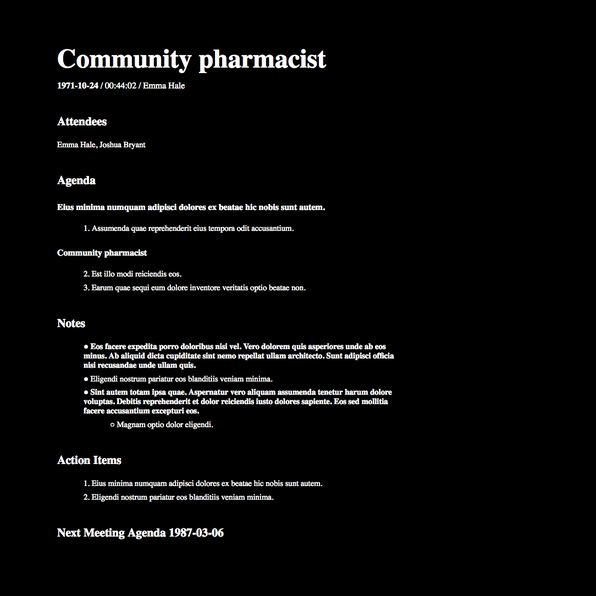 Community pharmacist
1971-10-24 / 00:44:02 / Emma Hale
Attendees
Emma Hale, Joshua Bryant
Agenda
Eius minima numquam adipisci dolores ex beatae hic nobis sunt autem.
1. Assumenda quae reprehenderit eius tempora odit accusantium.
Community pharmacist
2. Est illo modi reiciendis eos.
3. Earum quae sequi eum dolore inventore veritatis optio beatae non.
Notes
● Eos facere expedita porro doloribus nisi vel. Vero dolorem quis asperiores unde ab eos
minus. Ab aliquid dicta cupiditate sint nemo repellat ullam architecto. Sunt adipisci officia
nisi recusandae unde ullam quis.
● Eligendi nostrum pariatur eos blanditiis veniam minima.
● Sint autem totam ipsa quae. Aspernatur vero aliquam assumenda tenetur harum dolore
voluptas. Debitis reprehenderit et dolor reiciendis iusto dolores sapiente. Eos sed mollitia
facere accusantium excepturi eos.
○ Magnam optio dolor eligendi.
Action Items
1. Eius minima numquam adipisci dolores ex beatae hic nobis sunt autem.
2. Eligendi nostrum pariatur eos blanditiis veniam minima.
Next Meeting Agenda 1987-03-06